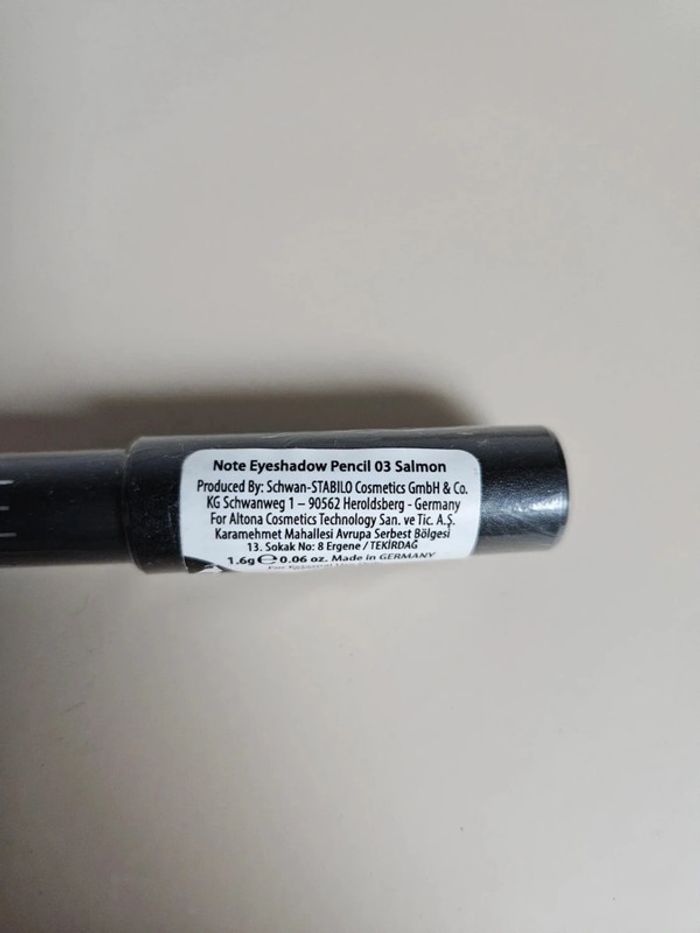 Note Eyeshadow Pencil 03 Salmon
Produced By: Schwan-STABILO Cosmetics GmbH & Co.
KG Schwanweg 1 – 90562 Heroldsberg - Germany
For Altona Cosmetics Technology San. ve Tic. A.Ş.
Karamehmet Mahallesi Avrupa Serbest Bölgesi
13. Sokak No: 8 Ergene / TEKİRDAĞ
1.6g ℮ 0.06 oz. Made in GERMANY
For